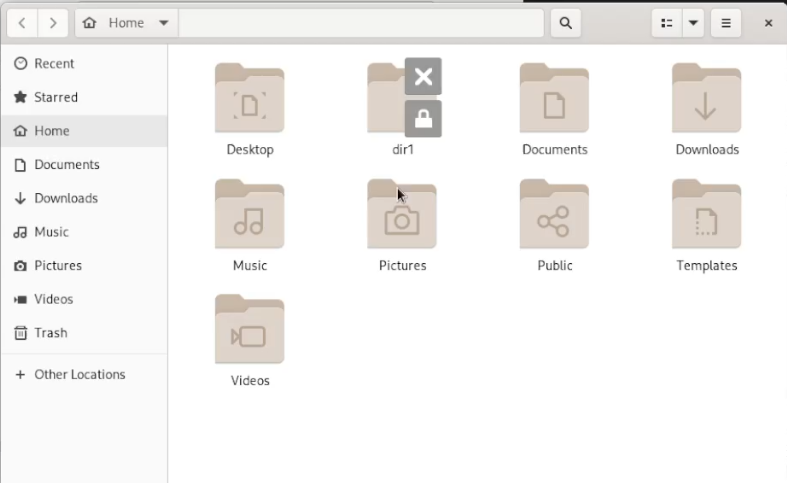 Home
Recent
Starred
Home
Documents
Downloads
Music
Pictures
Videos
Trash
Other Locations
Desktop
dir1
Documents
Downloads
Music
Pictures
Public
Templates
Videos